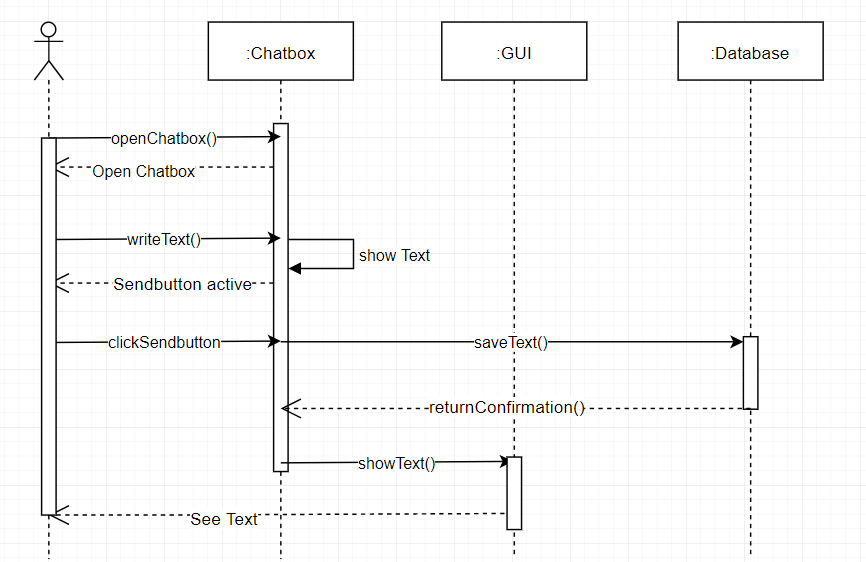 :Chatbox
:GUI
:Database
openChatbox()
Open Chatbox
writeText()
show Text
Sendbutton active
clickSendbutton
saveText()
returnConfirmation()
showText()
See Text